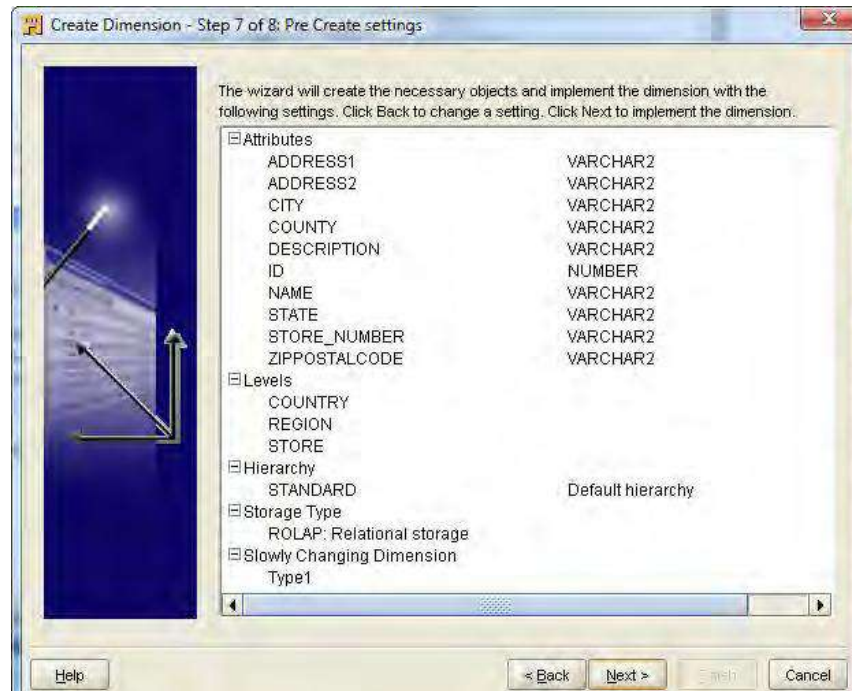 Create Dimension - Step 7 of 8: Pre Create settings
The wizard will create the necessary objects and implement the dimension with the
following settings. Click Back to change a setting. Click Next to implement the dimension.
Attributes
ADDRESS1 VARCHAR2
ADDRESS2 VARCHAR2
CITY VARCHAR2
COUNTY VARCHAR2
DESCRIPTION VARCHAR2
ID NUMBER
NAME VARCHAR2
STATE VARCHAR2
STORE_NUMBER VARCHAR2
ZIPPOSTALCODE VARCHAR2
Levels
COUNTRY
REGION
STORE
Hierarchy
STANDARD Default hierarchy
Storage Type
ROLAP: Relational storage
Slowly Changing Dimension
Type1
Help < Back Next > Finish Cancel